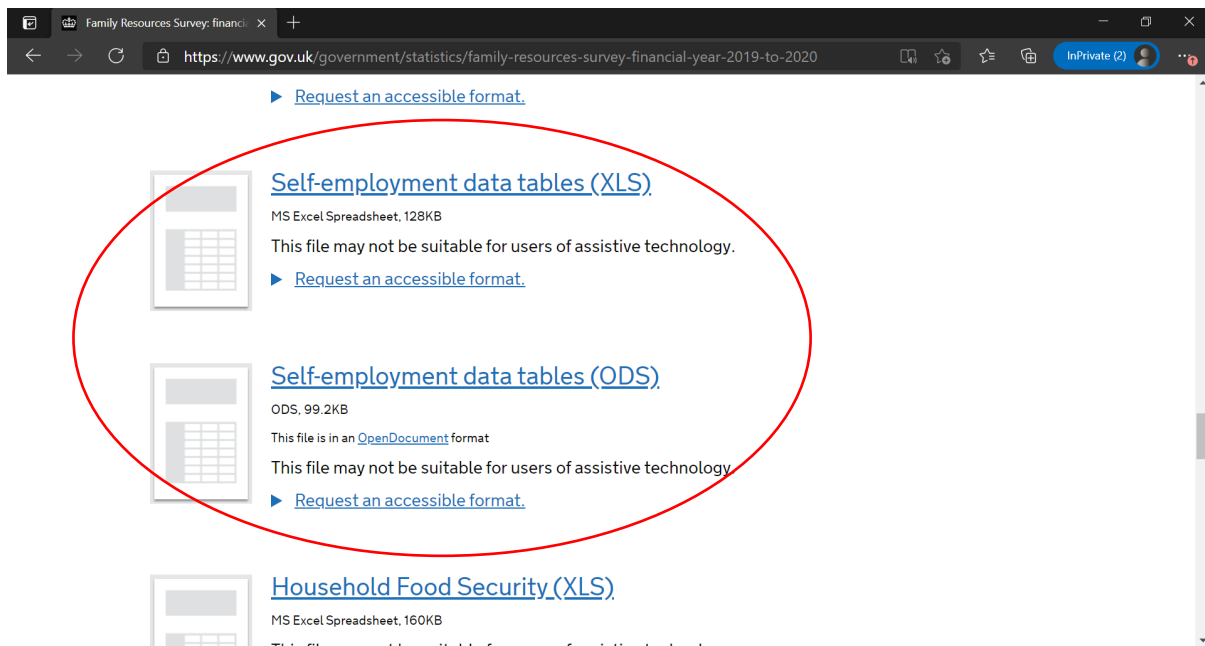 Family Resources Survey: financi
https://www.gov.uk/government/statistics/family-resources-survey-financial-year-2019-to-2020
InPrivate (2)
Request an accessible format.
Self-employment data tables (XLS)
MS Excel Spreadsheet, 128KB
This file may not be suitable for users of assistive technology.
Request an accessible format.
Self-employment data tables (ODS)
ODS, 99.2KB
This file is in an OpenDocument format
This file may not be suitable for users of assistive technology.
Request an accessible format.
Household Food Security (XLS)
MS Excel Spreadsheet, 160KB